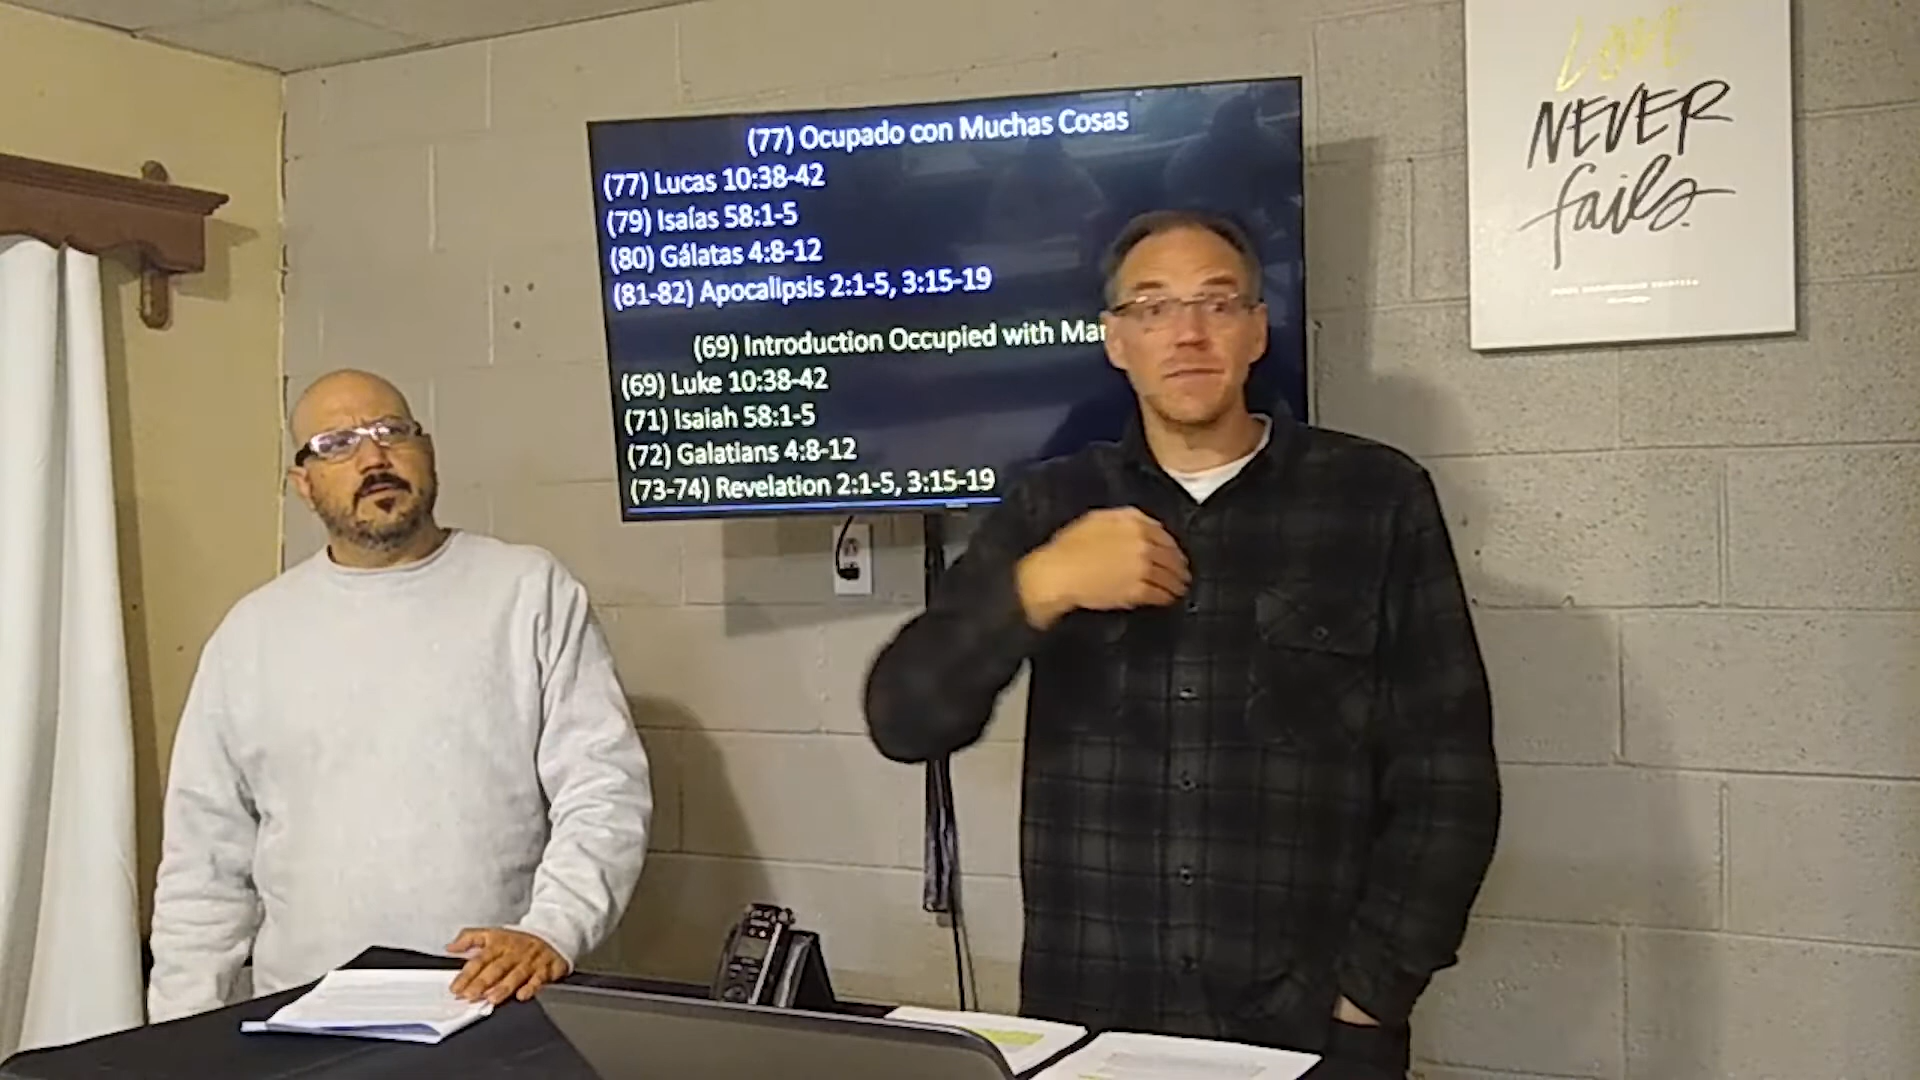 (77) Ocupado con Muchas Cosas
(77) Lucas 10:38-42
(79) Isaías 58:1-5
(80) Gálatas 4:8-12
(81-82) Apocalipsis 2:1-5, 3:15-19
(69) Introduction Occupied with
(69) Luke 10:38-42
(71) Isaiah 58:1-5
(72) Galatians 4:8-12
(73-74) Revelation 2:1-5, 3:15-19
LOVE
NEVER
fails.